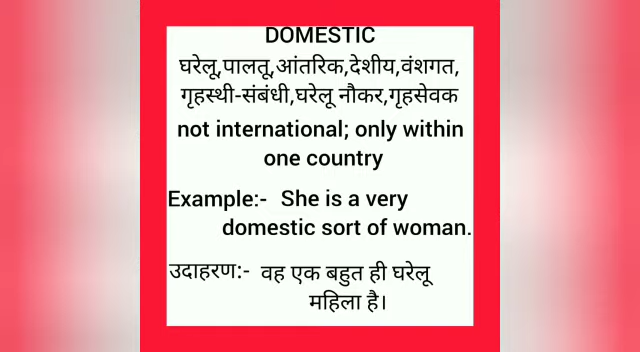 DOMESTIC
घरेलू,पालतू,आंतरिक,देशीय,वंशगत,
गृहस्थी-संबंधी,घरेलू नौकर,गृहसेवक
not international; only within
one country
Example:- She is a very
domestic sort of woman.
उदाहरण:- वह एक बहुत ही घरेलू
महिला है।